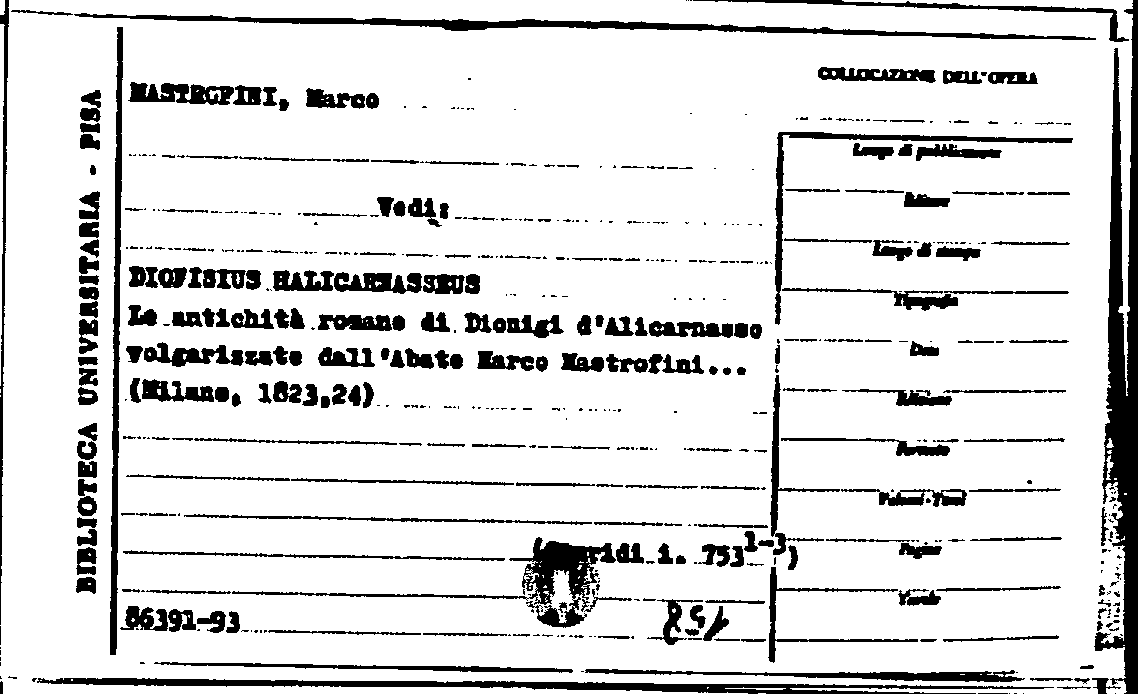 BIBLIOTECA UNIVERSITARIA - PISA
COLLOCAZIONE DELL'OPERA
MASTROFINI, Marco
Vedi:
DIONISIUS HALICARNASSEUS
Le antichità romane di Dionigi d'Alicarnasso
volgarizzate dall'Abate Marco Mastrofini...
(Milano, 1823,24)
i. 753 1-3)
86391-93
Luogo di pubblicazione
Editore
Luogo di stampa
Tipografia
Data
Edizione
Formato
Volumi-Tomi
Pagine
Tavole